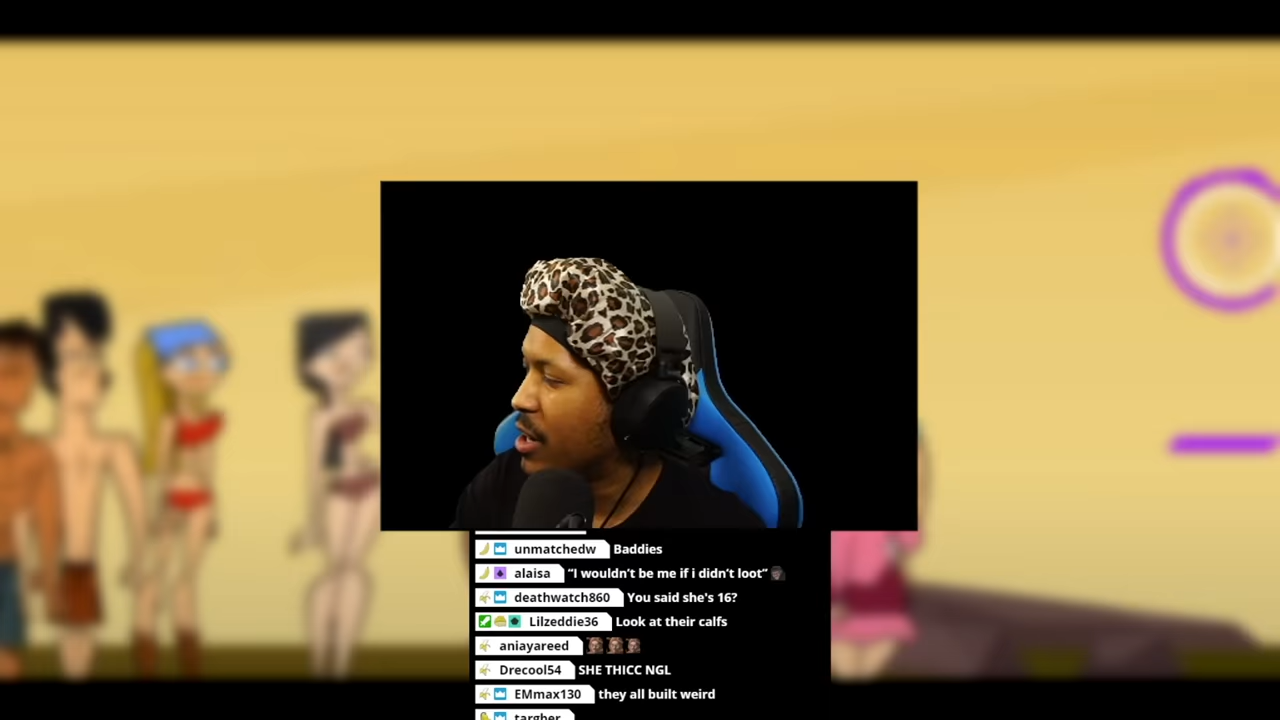 unmatchedw Baddies
alaisa “I wouldn’t be me if i didn’t loot”
deathwatch860 You said she's 16?
Lilzeddie36 Look at their calfs
aniayareed
Drecool54 SHE THICC NGL
EMmax130 they all built weird